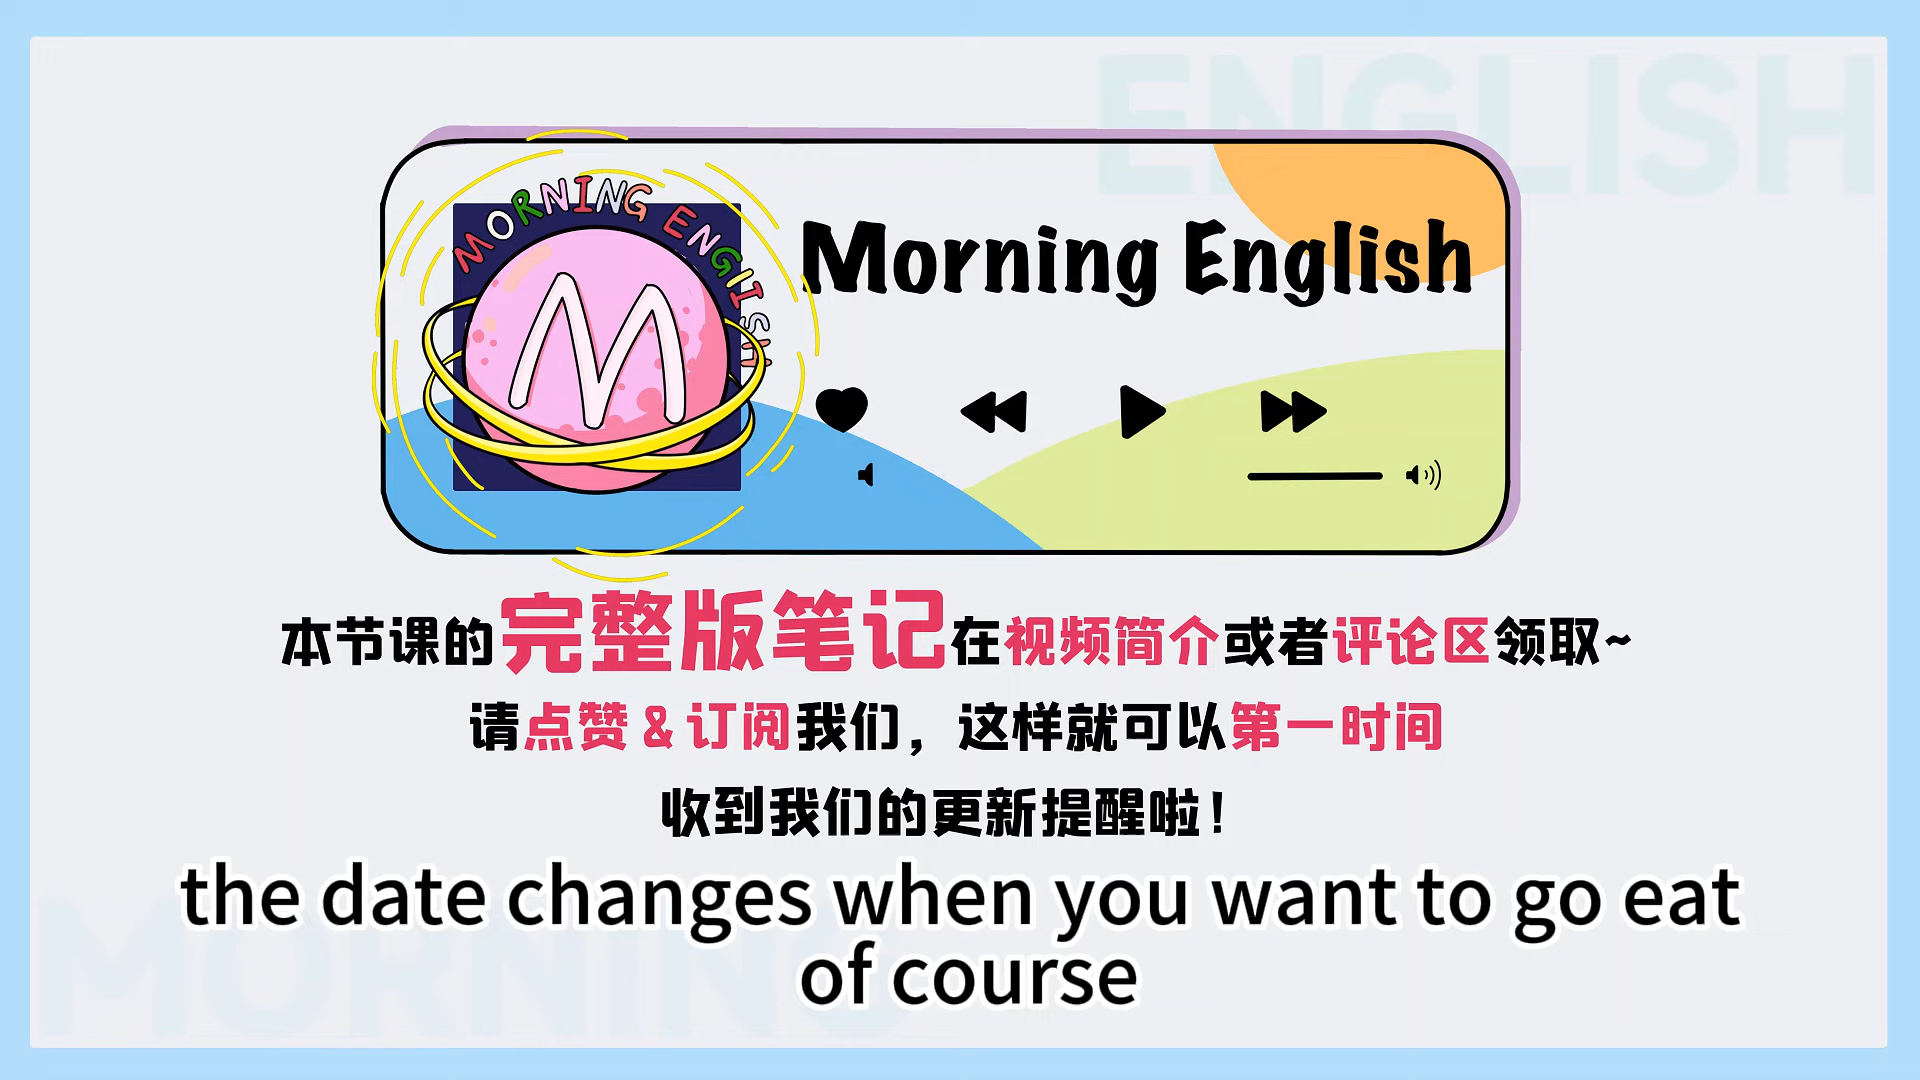 ENGLISH
MORNING ENGLISH
M
Morning English
本节课的完整版笔记在视频简介或者评论区领取~
请点赞&订阅我们，这样就可以第一时间
收到我们的更新提醒啦！
the date changes when you want to go eat
of course
MORNING